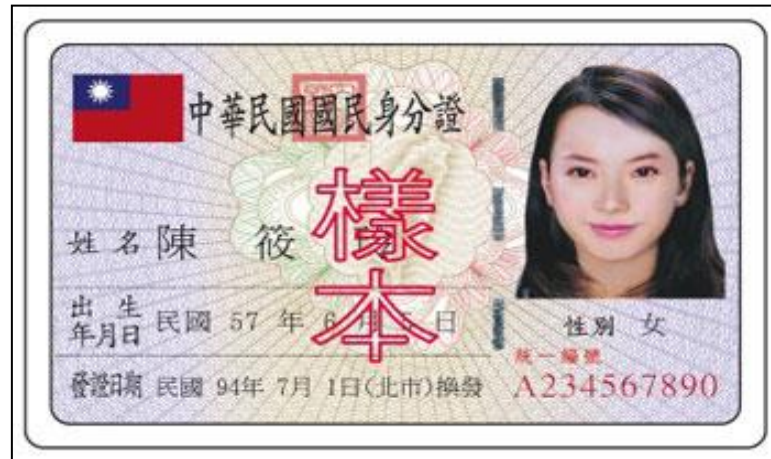 中華民國國民身分證
樣本
姓名 陳 筱
出生年月日 民國 57 年 6 月 5 日
性別 女
發證日期 民國 94年 7月 1日(北市)換發
統一編號
A234567890